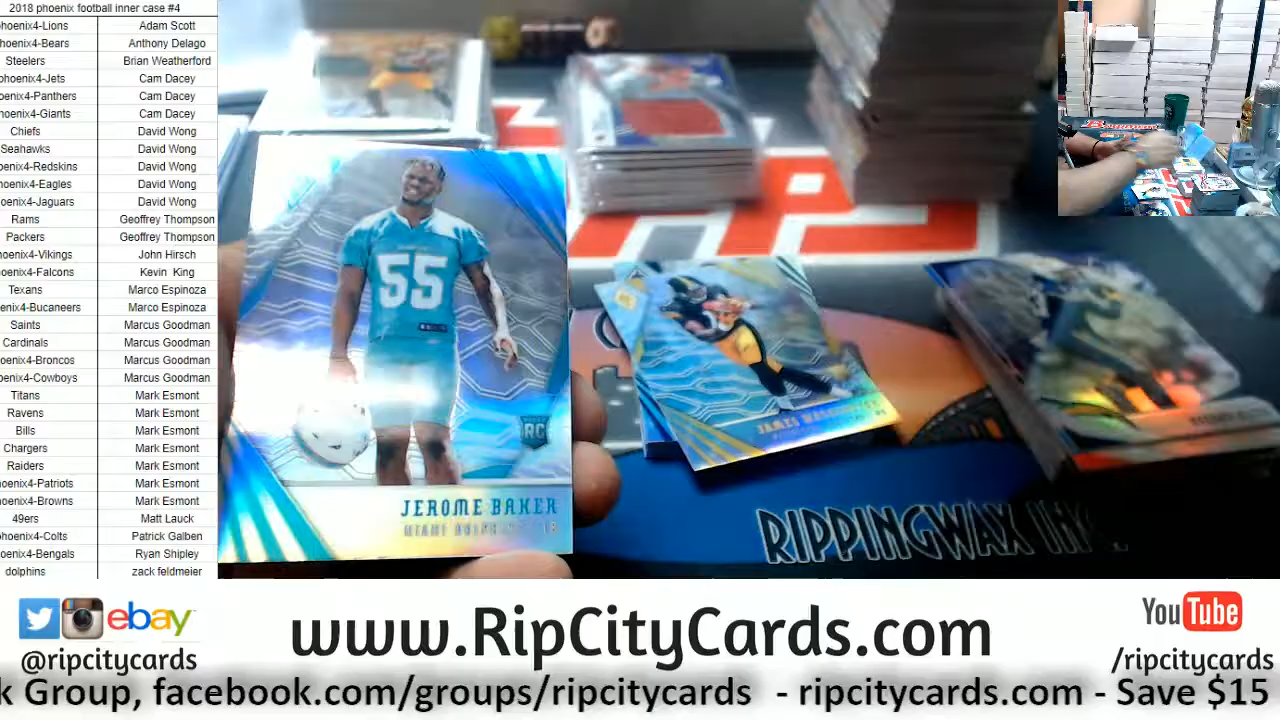 2018 phoenix football inner case #4
phoenix4-Lions Adam Scott
phoenix4-Bears Anthony Delago
Steelers Brian Weatherford
phoenix4-Jets Cam Dacey
oenix4-Panthers Cam Dacey
oenix4-Giants Cam Dacey
Chiefs David Wong
Seahawks David Wong
oenix4-Redskins David Wong
hoenix4-Eagles David Wong
oenix4-Jaguars David Wong
Rams Geoffrey Thompson
Packers Geoffrey Thompson
hoenix4-Vikings John Hirsch
oenix4-Falcons Kevin King
Texans Marco Espinoza
enix4-Bucaneers Marco Espinoza
Saints Marcus Goodman
Cardinals Marcus Goodman
oenix4-Broncos Marcus Goodman
enix4-Cowboys Marcus Goodman
Titans Mark Esmont
Ravens Mark Esmont
Bills Mark Esmont
Chargers Mark Esmont
Raiders Mark Esmont
oenix4-Patriots Mark Esmont
oenix4-Browns Mark Esmont
49ers Matt Lauck
phoenix4-Colts Patrick Galben
oenix4-Bengals Ryan Shipley
dolphins zack feldmeier
55
RC
JEROME BAKER
MIAMI
JAMES
RIPPINGWAX
ebay
@ripcitycards
www.RipCityCards.com
YouTube
/ripcitycards
k Group, facebook.com/groups/ripcitycards - ripcitycards.com - Save $15